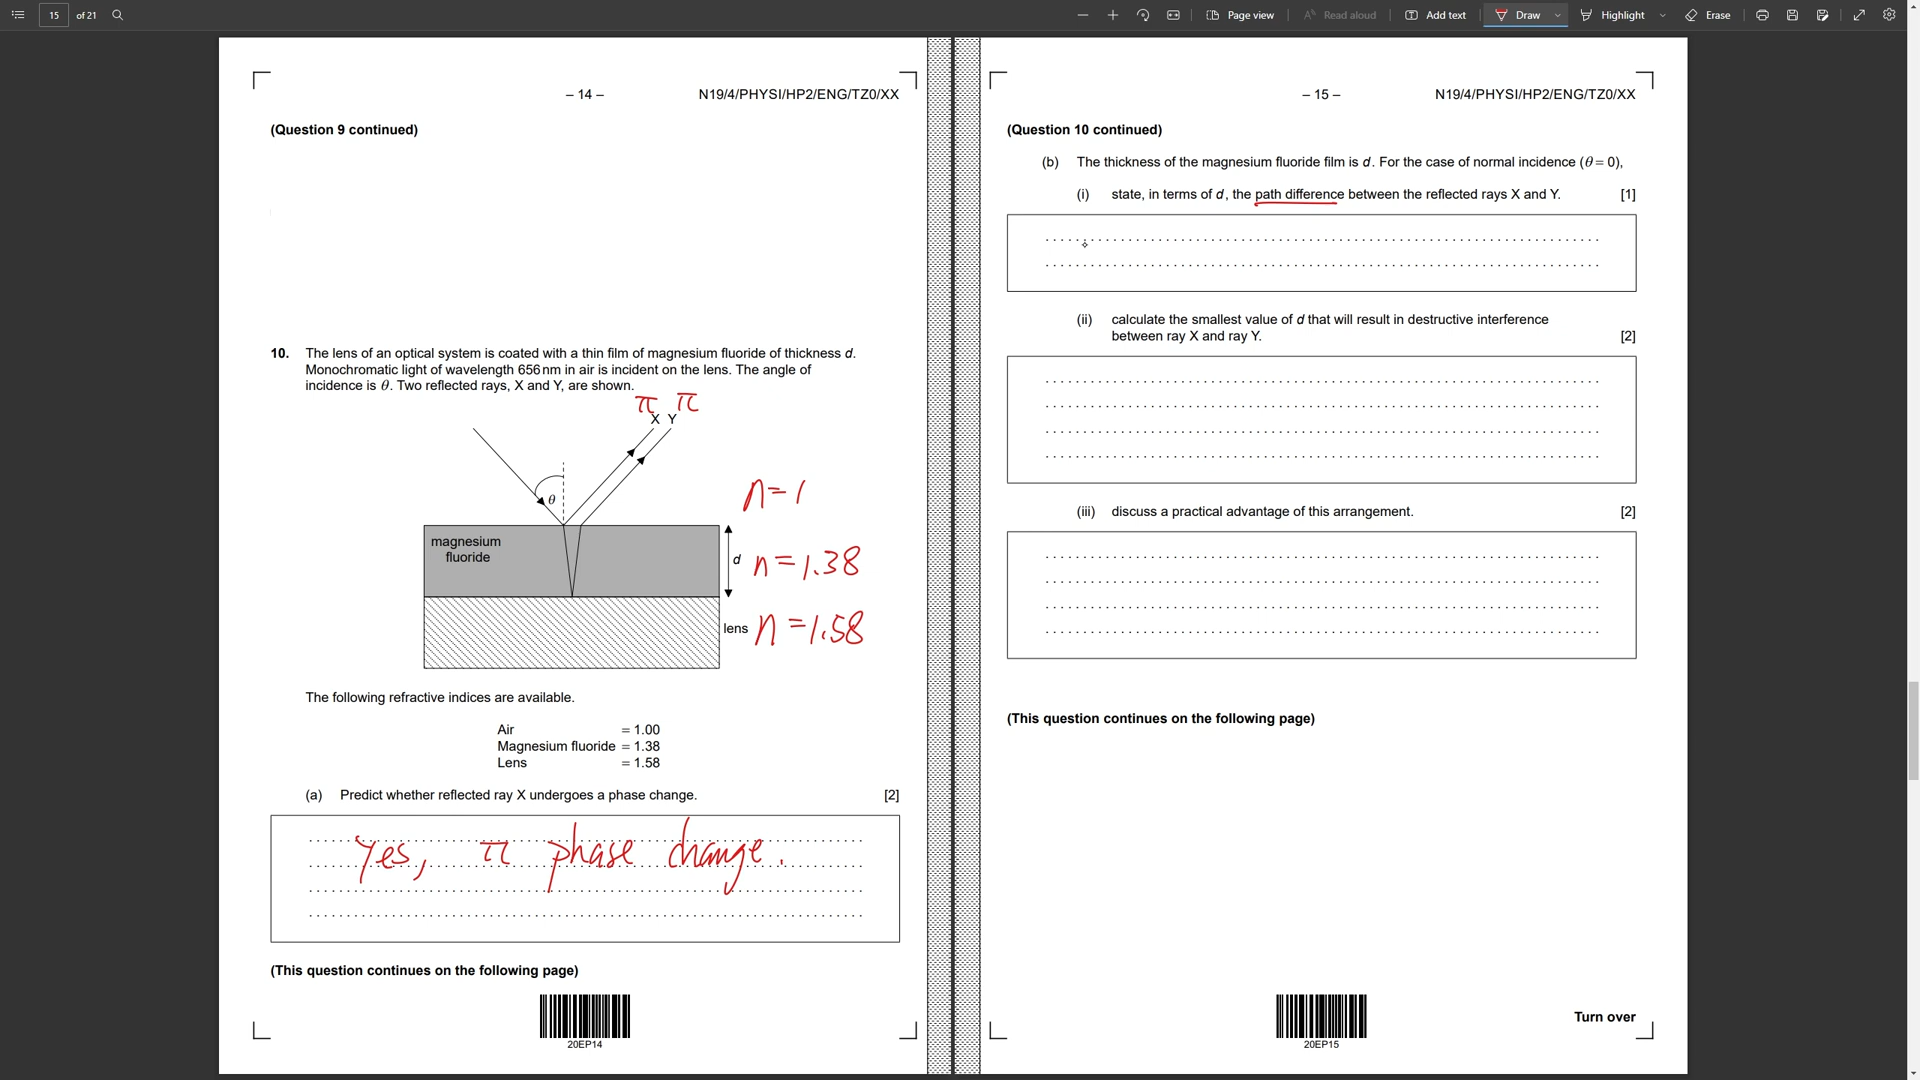 15 of 21
Page view
Read aloud
Add text
Draw
Highlight
Erase
– 14 –
N19/4/PHYSI/HP2/ENG/TZ0/XX
(Question 9 continued)
10. The lens of an optical system is coated with a thin film of magnesium fluoride of thickness d.
Monochromatic light of wavelength 656 nm in air is incident on the lens. The angle of
incidence is θ. Two reflected rays, X and Y, are shown.
π π
X Y
θ
n=1
magnesium
fluoride
d n=1.38
lens n=1.58
The following refractive indices are available.
Air = 1.00
Magnesium fluoride = 1.38
Lens = 1.58
(a) Predict whether reflected ray X undergoes a phase change. [2]
Yes, π phase change.
(This question continues on the following page)
20EP14
– 15 –
N19/4/PHYSI/HP2/ENG/TZ0/XX
(Question 10 continued)
(b) The thickness of the magnesium fluoride film is d. For the case of normal incidence (θ = 0),
(i) state, in terms of d, the path difference between the reflected rays X and Y. [1]
(ii) calculate the smallest value of d that will result in destructive interference
between ray X and ray Y. [2]
(iii) discuss a practical advantage of this arrangement. [2]
(This question continues on the following page)
20EP15
Turn over